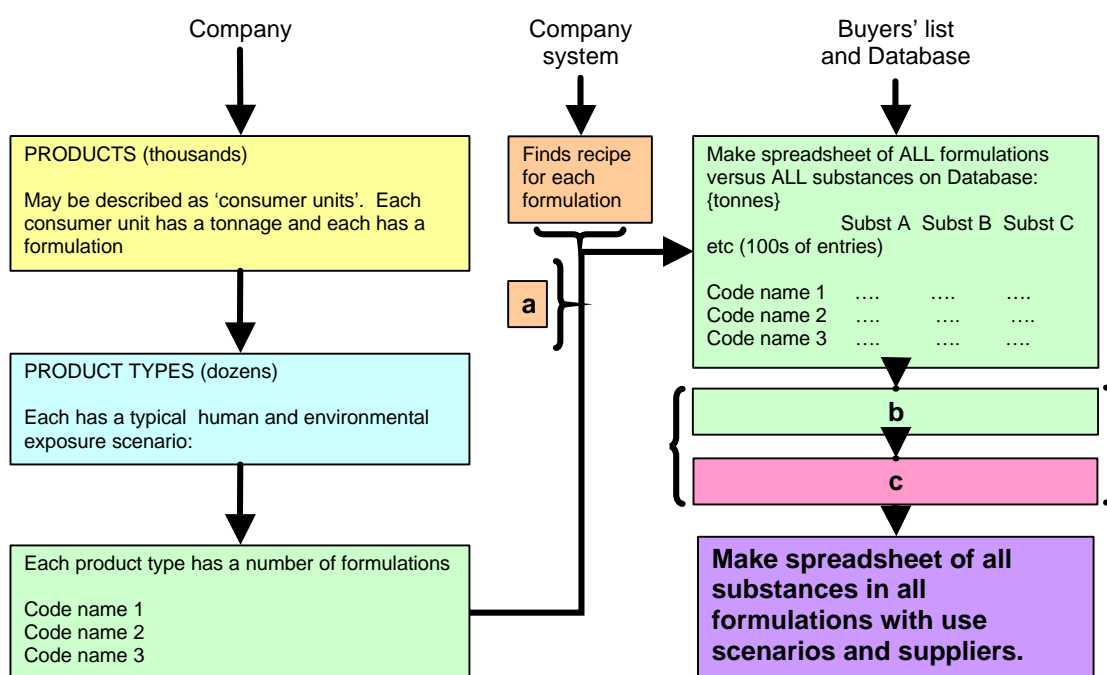 Company
PRODUCTS (thousands)
May be described as ‘consumer units’. Each
consumer unit has a tonnage and each has a
formulation
PRODUCT TYPES (dozens)
Each has a typical human and environmental
exposure scenario:
Each product type has a number of formulations
Code name 1
Code name 2
Code name 3
Company
system
Finds recipe
for each
formulation
a
Buyers’ list
and Database
Make spreadsheet of ALL formulations
versus ALL substances on Database:
{tonnes}
Subst A Subst B Subst C
etc (100s of entries)
Code name 1 …. …. ….
Code name 2 …. …. ….
Code name 3 …. …. ….
b
c
Make spreadsheet of all
substances in all
formulations with use
scenarios and suppliers.